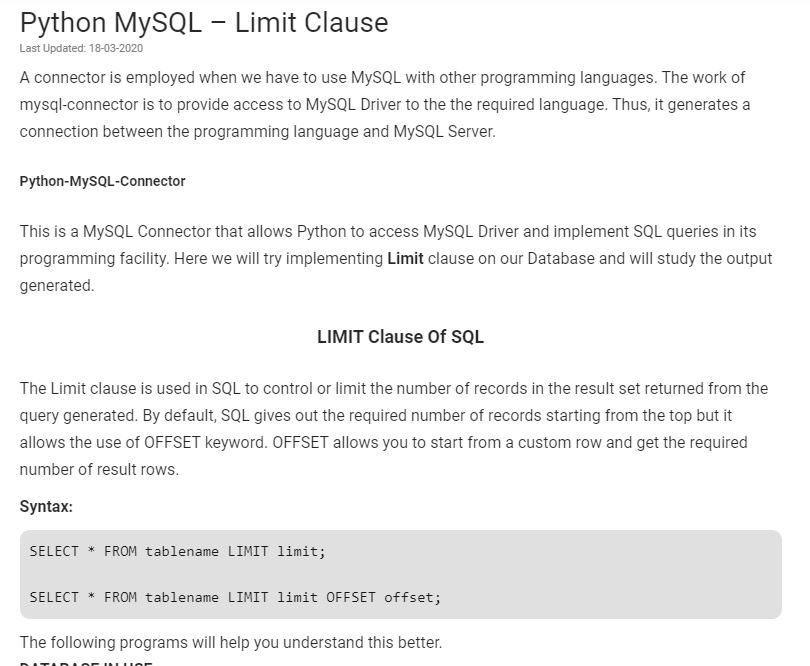 Python MySQL – Limit Clause
Last Updated: 18-03-2020
A connector is employed when we have to use MySQL with other programming languages. The work of
mysql-connector is to provide access to MySQL Driver to the the required language. Thus, it generates a
connection between the programming language and MySQL Server.
Python-MySQL-Connector
This is a MySQL Connector that allows Python to access MySQL Driver and implement SQL queries in its
programming facility. Here we will try implementing Limit clause on our Database and will study the output
generated.
LIMIT Clause Of SQL
The Limit clause is used in SQL to control or limit the number of records in the result set returned from the
query generated. By default, SQL gives out the required number of records starting from the top but it
allows the use of OFFSET keyword. OFFSET allows you to start from a custom row and get the required
number of result rows.
Syntax:
SELECT * FROM tablename LIMIT limit;
SELECT * FROM tablename LIMIT limit OFFSET offset;
The following programs will help you understand this better.
DATABASE IN USE